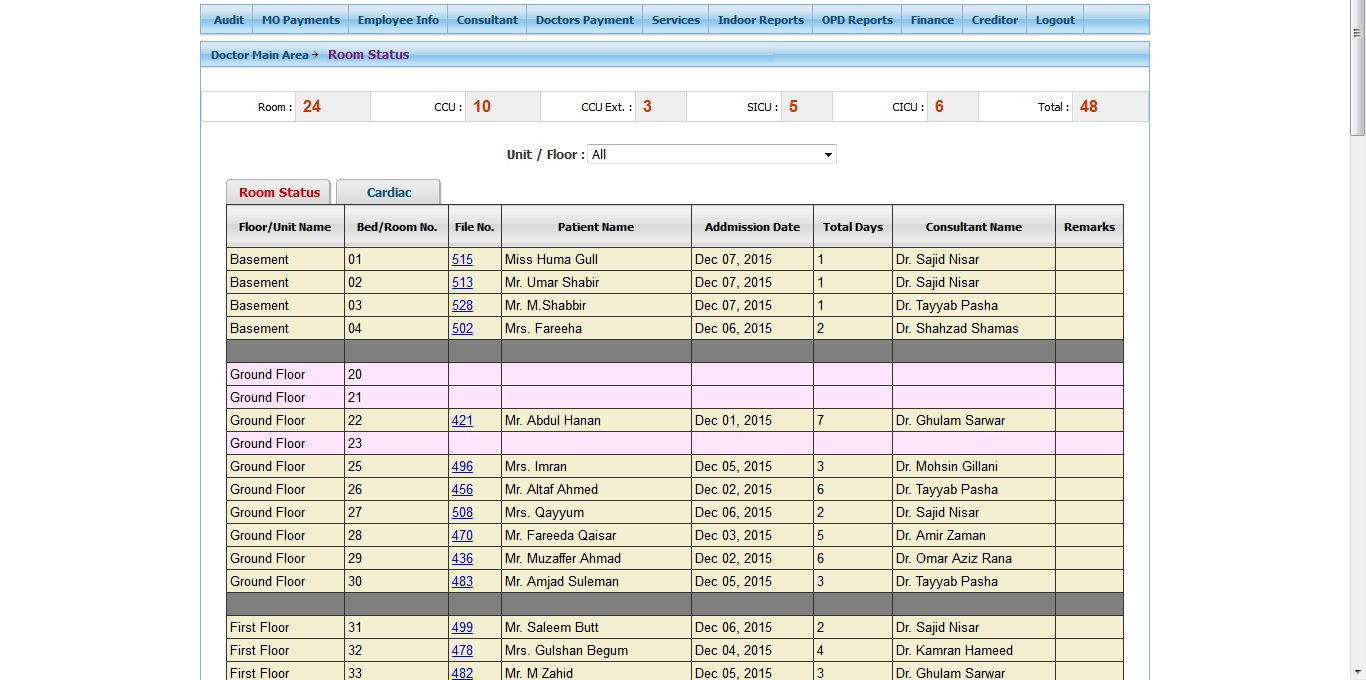 Audit MO Payments Employee Info Consultant Doctors Payment Services Indoor Reports OPD Reports Finance Creditor Logout
Doctor Main Area Room Status
Room : 24 CCU : 10 CCU Ext. : 3 SICU : 5 CICU : 6 Total : 48
Unit / Floor : All
Room Status Cardiac
Floor/Unit Name Bed/Room No. File No. Patient Name Addmission Date Total Days Consultant Name Remarks
Basement 01 515 Miss Huma Gull Dec 07, 2015 1 Dr. Sajid Nisar
Basement 02 513 Mr. Umar Shabir Dec 07, 2015 1 Dr. Sajid Nisar
Basement 03 528 Mr. M.Shabbir Dec 07, 2015 1 Dr. Tayyab Pasha
Basement 04 502 Mrs. Fareeha Dec 06, 2015 2 Dr. Shahzad Shamas
Ground Floor 20
Ground Floor 21
Ground Floor 22 421 Mr. Abdul Hanan Dec 01, 2015 7 Dr. Ghulam Sarwar
Ground Floor 23
Ground Floor 25 496 Mrs. Imran Dec 05, 2015 3 Dr. Mohsin Gillani
Ground Floor 26 456 Mr. Altaf Ahmed Dec 02, 2015 6 Dr. Tayyab Pasha
Ground Floor 27 508 Mrs. Qayyum Dec 06, 2015 2 Dr. Sajid Nisar
Ground Floor 28 470 Mr. Fareeda Qaisar Dec 03, 2015 5 Dr. Amir Zaman
Ground Floor 29 436 Mr. Muzaffer Ahmad Dec 02, 2015 6 Dr. Omar Aziz Rana
Ground Floor 30 483 Mr. Amjad Suleman Dec 05, 2015 3 Dr. Tayyab Pasha
First Floor 31 499 Mr. Saleem Butt Dec 06, 2015 2 Dr. Sajid Nisar
First Floor 32 478 Mrs. Gulshan Begum Dec 04, 2015 4 Dr. Kamran Hameed
First Floor 33 482 Mr. M Zahid Dec 05, 2015 3 Dr. Ghulam Sarwar